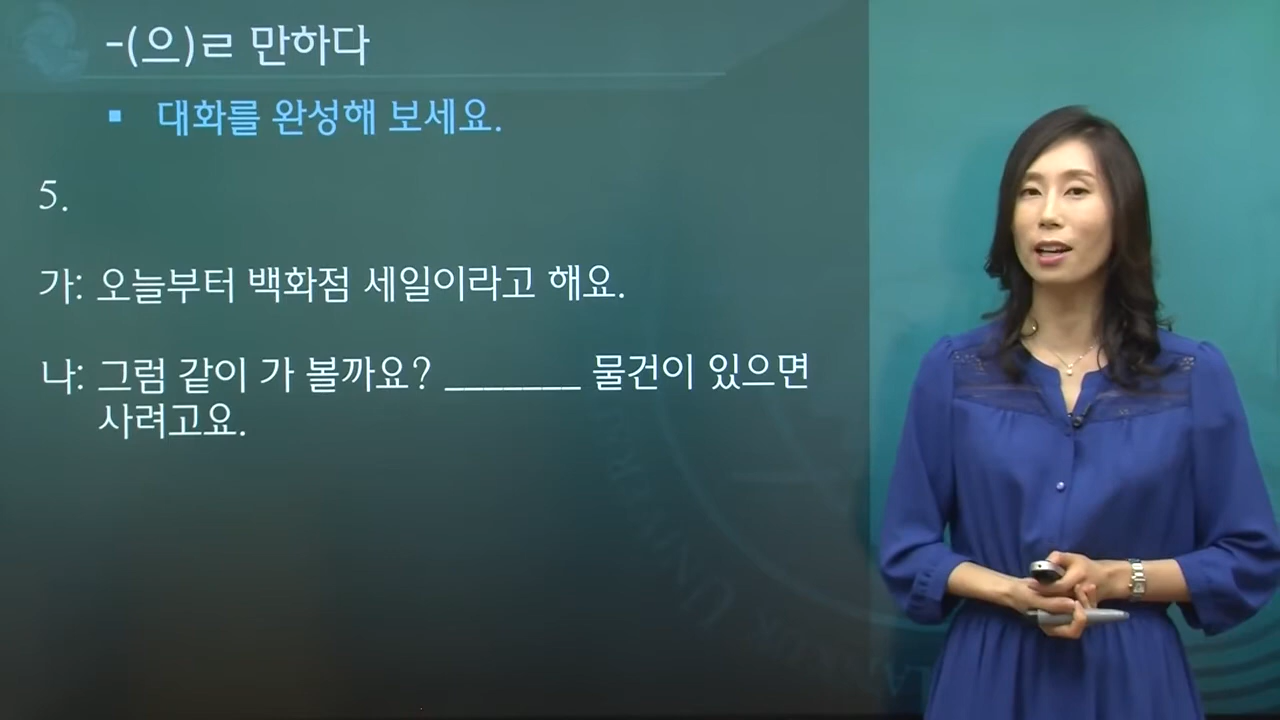 -(으)ㄹ 만하다
▪ 대화를 완성해 보세요.
5.
가: 오늘부터 백화점 세일이라고 해요.
나: 그럼 같이 가 볼까요? ________ 물건이 있으면
사려고요.